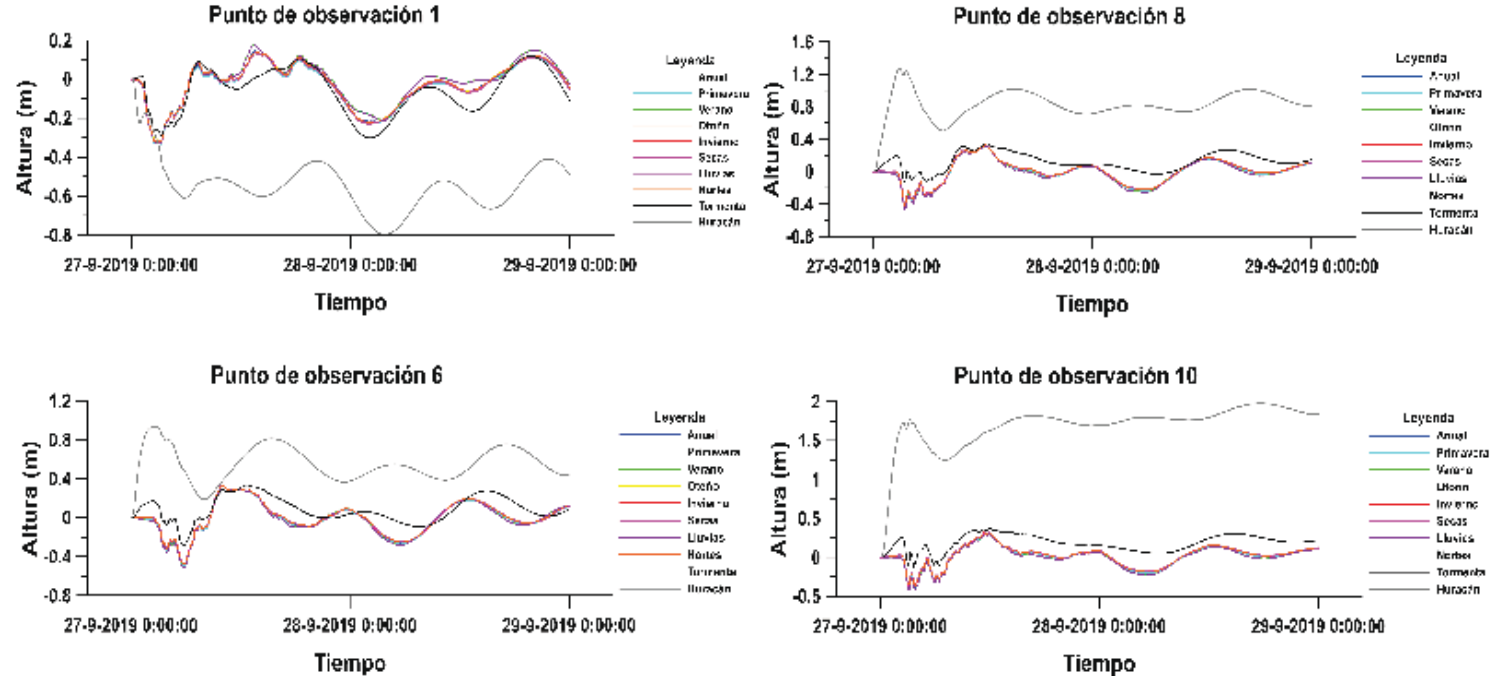 Punto de observación 1
Altura (m)
0.2
0
-0.2
-0.4
-0.6
-0.8
27-9-2019 0:00:00
28-9-2019 0:00:00
29-9-2019 0:00:00
Tiempo
Leyenda
Anual
Primavera
Verano
Otoño
Invierno
Secas
Lluvias
Nortes
Tormenta
Huracán
Punto de observación 8
Altura (m)
1.6
1.2
0.8
0.4
0
-0.4
-0.8
27-9-2019 0:00:00
28-9-2019 0:00:00
29-9-2019 0:00:00
Tiempo
Leyenda
Anual
Primavera
Verano
Otoño
Invierno
Secas
Lluvias
Nortes
Tormenta
Huracán
Punto de observación 6
Altura (m)
1.2
0.8
0.4
0
-0.4
-0.8
27-9-2019 0:00:00
28-9-2019 0:00:00
29-9-2019 0:00:00
Tiempo
Leyenda
Anual
Primavera
Verano
Otoño
Invierno
Secas
Lluvias
Nortes
Tormenta
Huracán
Punto de observación 10
Altura (m)
2
1.5
1
0.5
0
-0.5
27-9-2019 0:00:00
28-9-2019 0:00:00
29-9-2019 0:00:00
Tiempo
Leyenda
Anual
Primavera
Verano
Otoño
Invierno
Secas
Lluvias
Nortes
Tormenta
Huracán